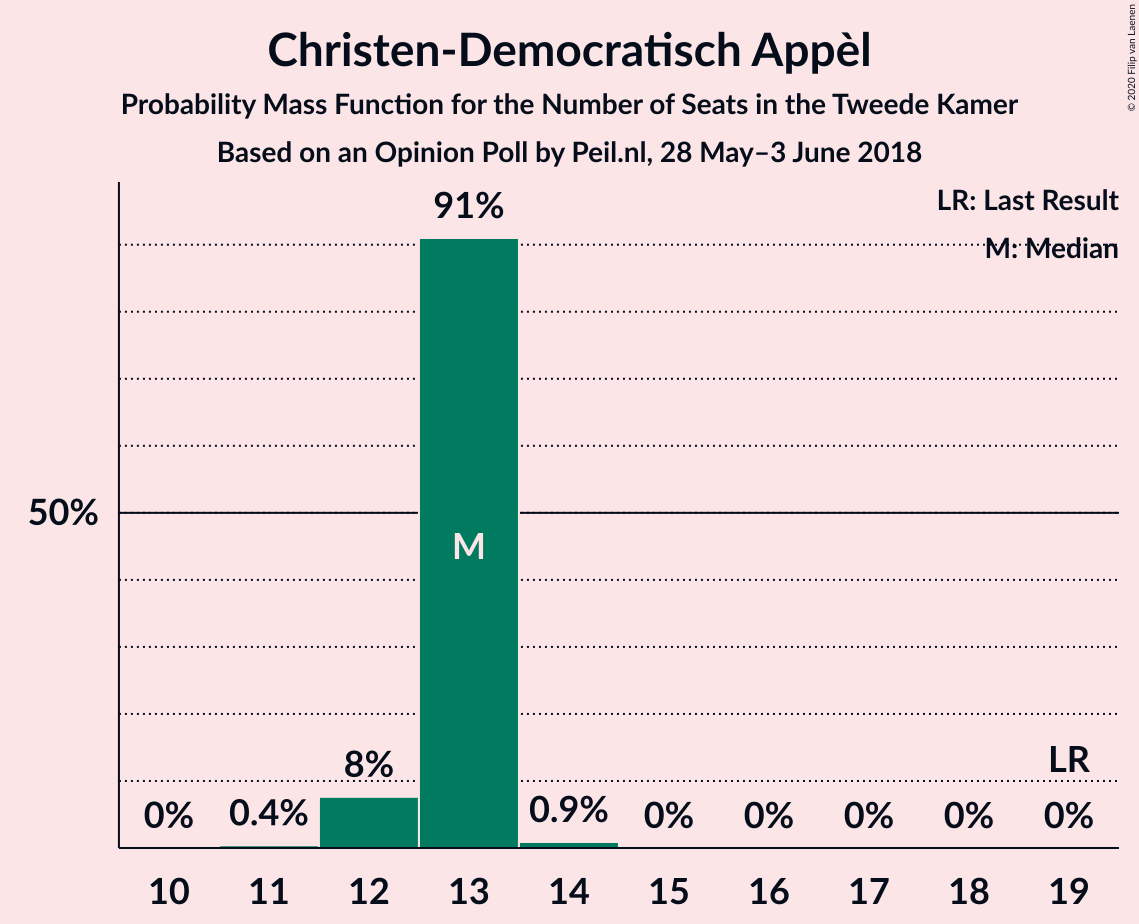 Christen-Democratisch Appèl
Probability Mass Function for the Number of Seats in the Tweede Kamer
Based on an Opinion Poll by Peil.nl, 28 May–3 June 2018
© 2020 Filip van Laenen
LR: Last Result
M: Median
91%
50%
M
8%
LR
0%
0.4%
0.9%
0%
0%
0%
0%
0%
10 11 12 13 14 15 16 17 18 19